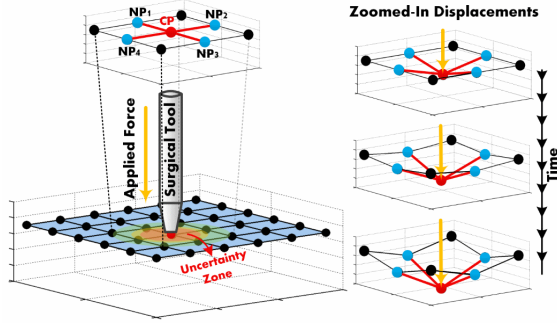 Zoomed-In Displacements
NP1
CP
NP2
NP4
NP3
Applied Force
Surgical Tool
Uncertainty
Zone
Time